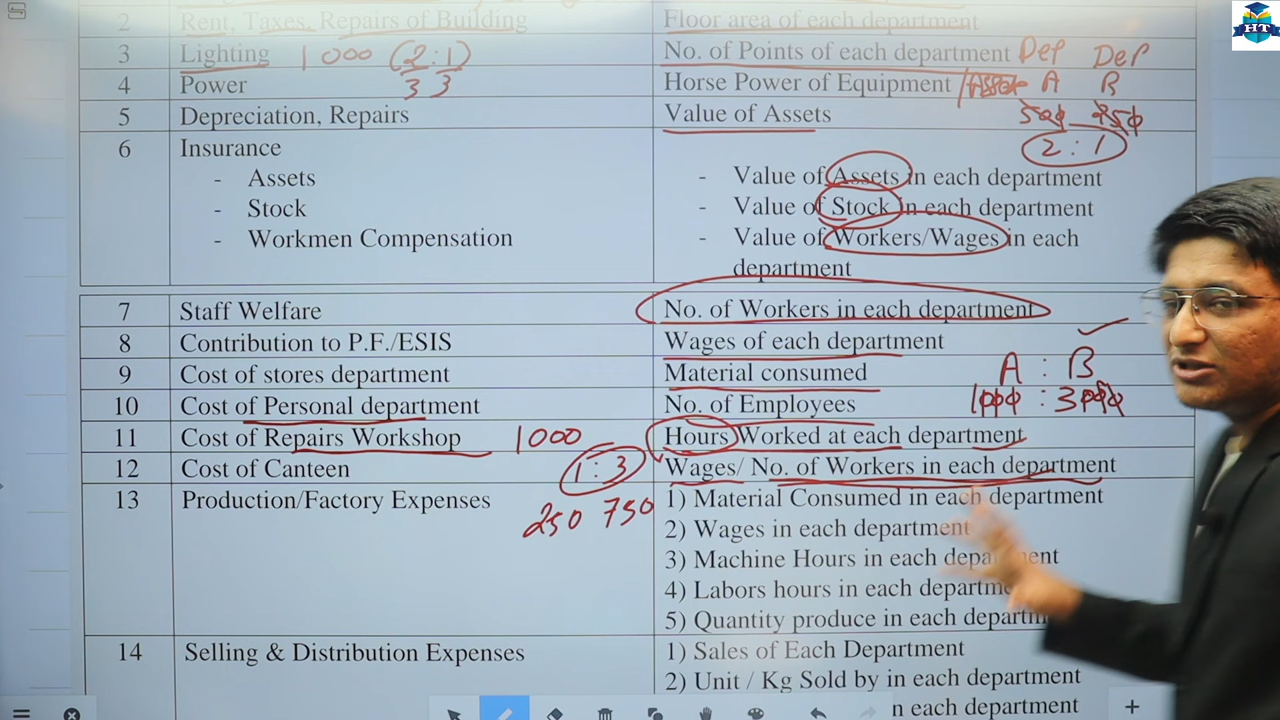 HT
2 Rent, Taxes, Repairs of Building Floor area of each department
3 Lighting 1000 (2:1) No. of Points of each department Dep Dep
3 3
4 Power Horse Power of Equipment /Asset A B
5 Depreciation, Repairs Value of Assets 500 250
2 : 1
6 Insurance
- Assets - Value of Assets in each department
- Stock - Value of Stock in each department
- Workmen Compensation - Value of Workers/Wages in each
department
7 Staff Welfare No. of Workers in each department
8 Contribution to P.F./ESIS Wages of each department
9 Cost of stores department Material consumed A : B
10 Cost of Personal department No. of Employees 1000 : 3000
11 Cost of Repairs Workshop 1000 Hours Worked at each department
12 Cost of Canteen 1:3 Wages/ No. of Workers in each department
13 Production/Factory Expenses 250 750 1) Material Consumed in each department
2) Wages in each department
3) Machine Hours in each department
4) Labors hours in each departm
5) Quantity produce in each departm
14 Selling & Distribution Expenses 1) Sales of Each Department
2) Unit / Kg Sold by in each department
n each department